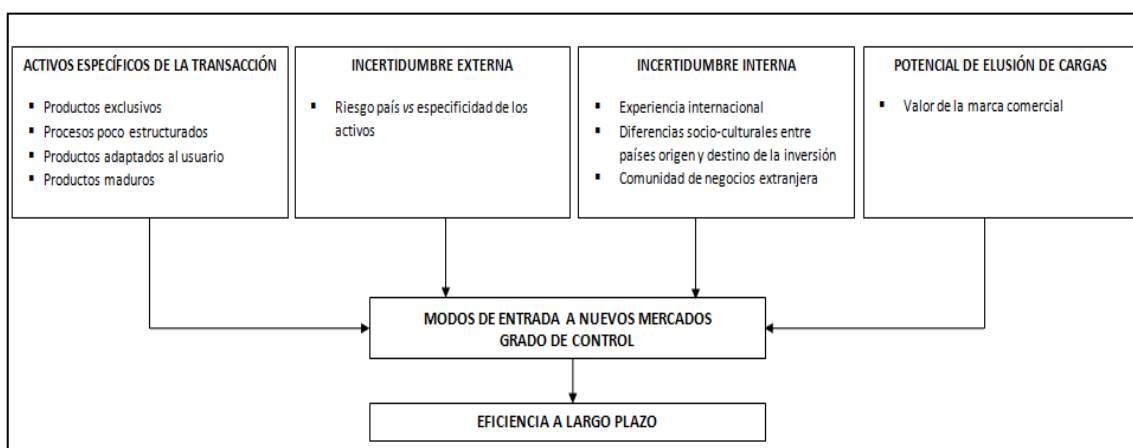 ACTIVOS ESPECÍFICOS DE LA TRANSACCIÓN
▪ Productos exclusivos
▪ Procesos poco estructurados
▪ Productos adaptados al usuario
▪ Productos maduros
INCERTIDUMBRE EXTERNA
▪ Riesgo país vs especificidad de los
activos
INCERTIDUMBRE INTERNA
▪ Experiencia internacional
▪ Diferencias socio-culturales entre
países origen y destino de la inversión
▪ Comunidad de negocios extranjera
POTENCIAL DE ELUSIÓN DE CARGAS
▪ Valor de la marca comercial
MODOS DE ENTRADA A NUEVOS MERCADOS
GRADO DE CONTROL
EFICIENCIA A LARGO PLAZO